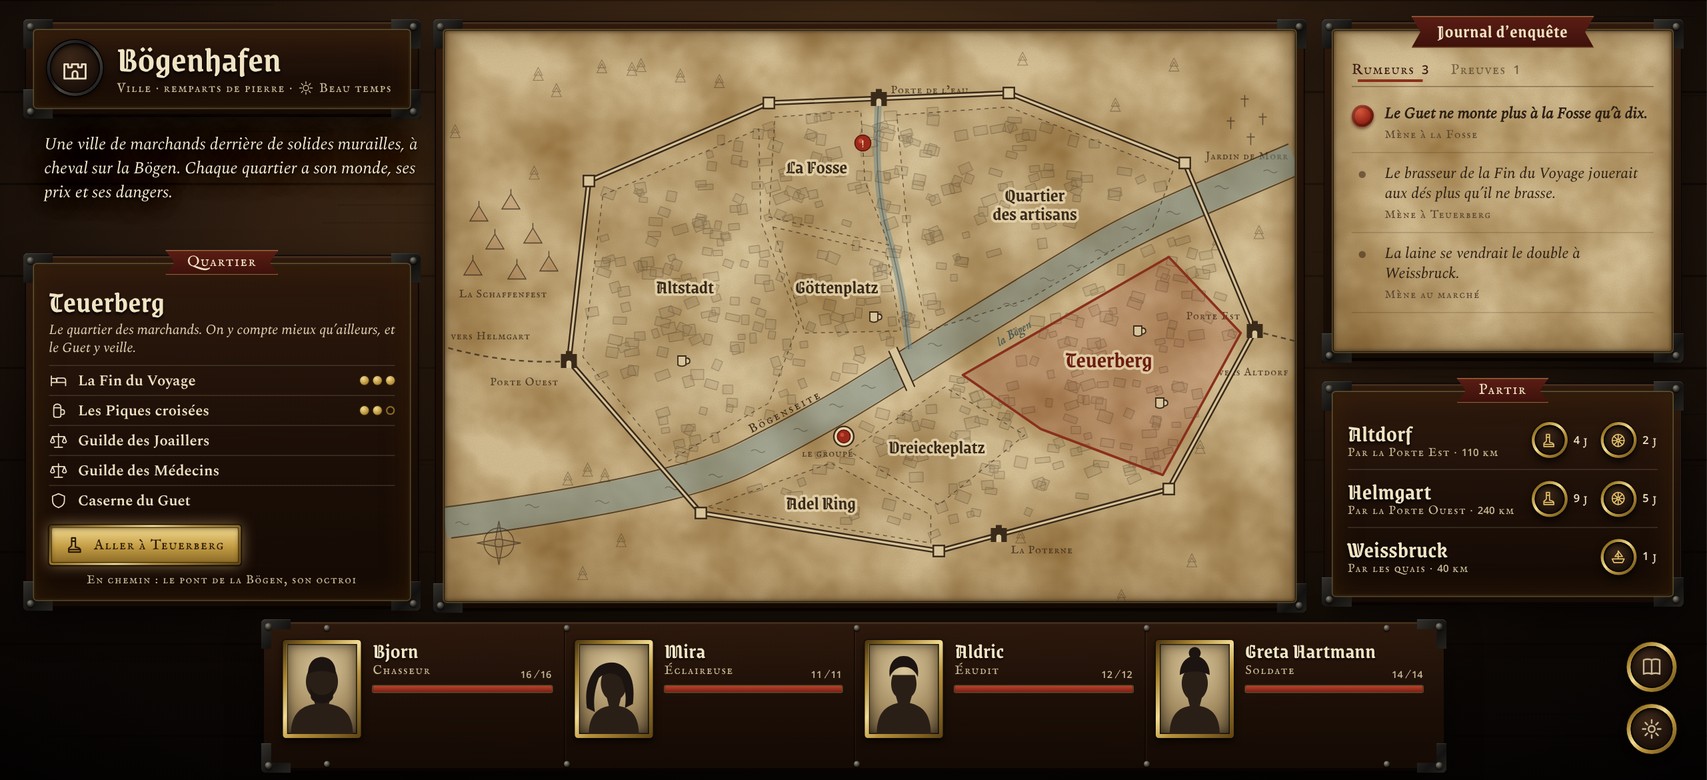 Bögenhafen
Ville · remparts de pierre · Beau temps
Une ville de marchands derrière de solides murailles, à
cheval sur la Bögen. Chaque quartier a son monde, ses
prix et ses dangers.
Quartier
Teuerberg
Le quartier des marchands. On y compte mieux qu'ailleurs, et
le Guet y veille.
La Fin du Voyage
Les Piques croisées
Guilde des Joailliers
Guilde des Médecins
Caserne du Guet
Aller à Teuerberg
En chemin : le pont de la Bögen, son octroi
Porte de l'eau
Jardin de Morr
La Fosse
Quartier
des artisans
La Schaffenfest
Altstadt
Göttenplatz
Porte Est
vers Helmgart
la Bögen
Teuerberg
vers Altdorf
Porte Ouest
Bögenseite
le groupe
Dreieckeplatz
Adel Ring
La Poterne
Journal d'enquête
Rumeurs 3
Preuves 1
Le Guet ne monte plus à la Fosse qu'à dix.
Mène à la Fosse
Le brasseur de la Fin du Voyage jouerait
aux dés plus qu'il ne brasse.
Mène à Teuerberg
La laine se vendrait le double à
Weissbruck.
Mène au marché
Partir
Altdorf
Par la Porte Est · 110 km
4 j
2 j
Helmgart
Par la Porte Ouest · 240 km
9 j
5 j
Weissbruck
Par les quais · 40 km
1 j
Bjorn
Chasseur
16/16
Mira
Éclaireuse
11/11
Aldric
Érudit
12/12
Greta Hartmann
Soldate
14/14